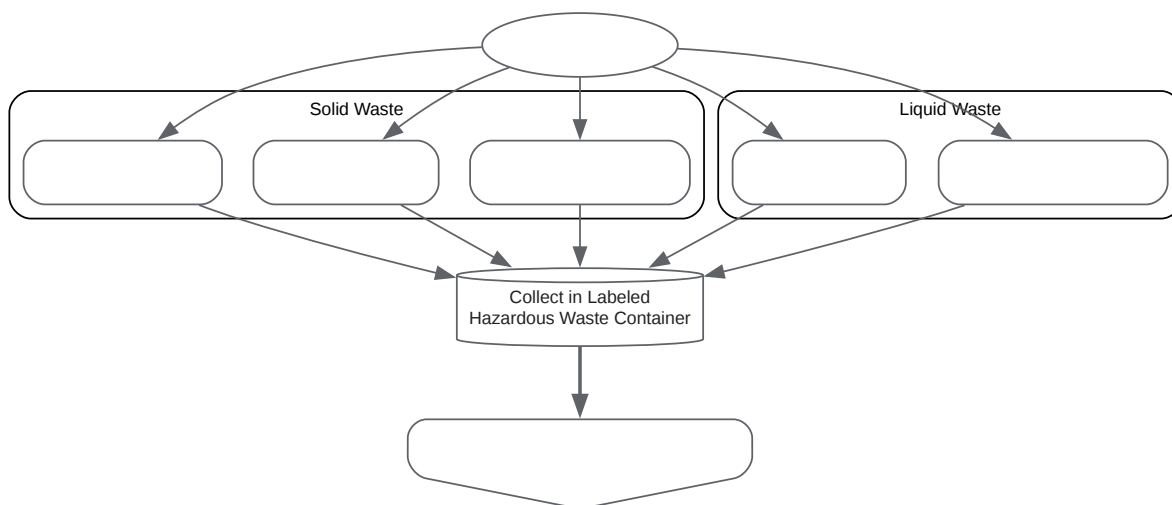 Solid Waste
Liquid Waste
Collect in Labeled
Hazardous Waste Container